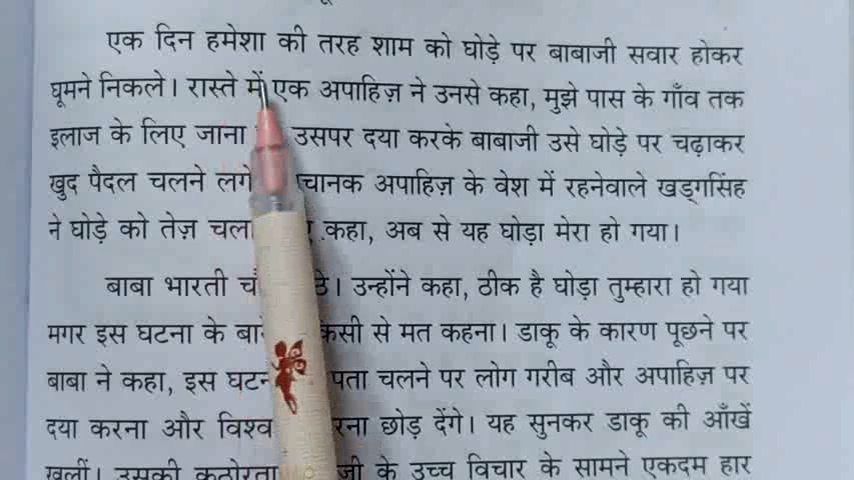 एक दिन हमेशा की तरह शाम को घोड़े पर बाबाजी सवार होकर
घूमने निकले। रास्ते में एक अपाहिज़ ने उनसे कहा, मुझे पास के गाँव तक
इलाज के लिए जाना उसपर दया करके बाबाजी उसे घोड़े पर चढ़ाकर
खुद पैदल चलने लगे चानक अपाहिज़ के वेश में रहनेवाले खड्गसिंह
ने घोड़े को तेज़ चला कहा, अब से यह घोड़ा मेरा हो गया।
बाबा भारती चौ ठे। उन्होंने कहा, ठीक है घोड़ा तुम्हारा हो गया
मगर इस घटना के बारे किसी से मत कहना। डाकू के कारण पूछने पर
बाबा ने कहा, इस घटन पता चलने पर लोग गरीब और अपाहिज़ पर
दया करना और विश्व रना छोड़ देंगे। यह सुनकर डाकू की आँखें
खुलीं। उसकी कठोरता जी के उच्च विचार के सामने एकदम हार